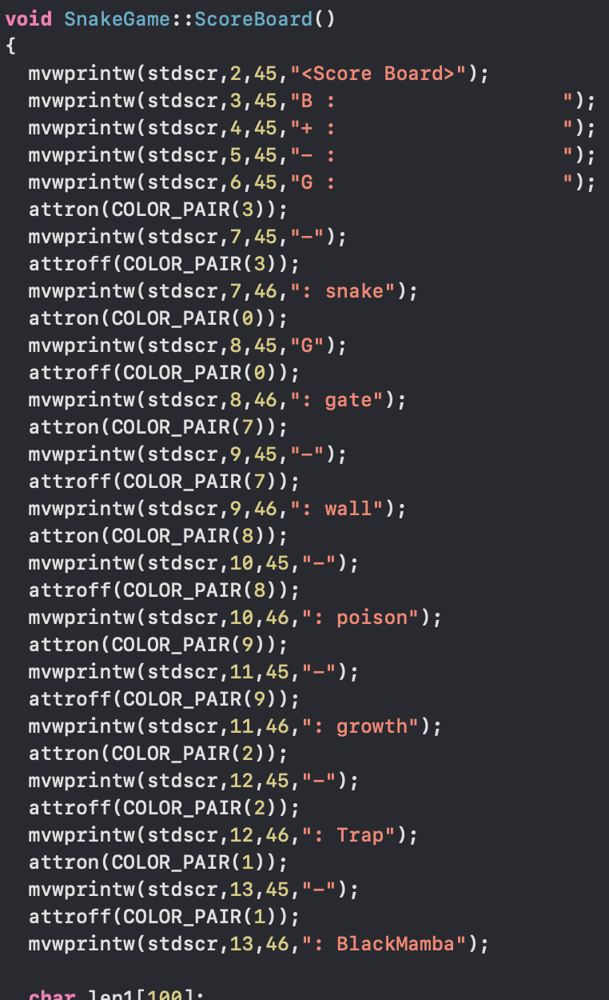 void SnakeGame::ScoreBoard()
{
  mvwprintw(stdscr,2,45,"<Score Board>");
  mvwprintw(stdscr,3,45,"B :                    ");
  mvwprintw(stdscr,4,45,"+ :                    ");
  mvwprintw(stdscr,5,45,"- :                    ");
  mvwprintw(stdscr,6,45,"G :                    ");
  attron(COLOR_PAIR(3));
  mvwprintw(stdscr,7,45,"-");
  attroff(COLOR_PAIR(3));
  mvwprintw(stdscr,7,46,": snake");
  attron(COLOR_PAIR(0));
  mvwprintw(stdscr,8,45,"G");
  attroff(COLOR_PAIR(0));
  mvwprintw(stdscr,8,46,": gate");
  attron(COLOR_PAIR(7));
  mvwprintw(stdscr,9,45,"-");
  attroff(COLOR_PAIR(7));
  mvwprintw(stdscr,9,46,": wall");
  attron(COLOR_PAIR(8));
  mvwprintw(stdscr,10,45,"-");
  attroff(COLOR_PAIR(8));
  mvwprintw(stdscr,10,46,": poison");
  attron(COLOR_PAIR(9));
  mvwprintw(stdscr,11,45,"-");
  attroff(COLOR_PAIR(9));
  mvwprintw(stdscr,11,46,": growth");
  attron(COLOR_PAIR(2));
  mvwprintw(stdscr,12,45,"-");
  attroff(COLOR_PAIR(2));
  mvwprintw(stdscr,12,46,": Trap");
  attron(COLOR_PAIR(1));
  mvwprintw(stdscr,13,45,"-");
  attroff(COLOR_PAIR(1));
  mvwprintw(stdscr,13,46,": BlackMamba");
  char len1[100];